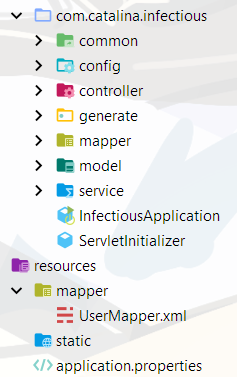 com.catalina.infectious
common
config
controller
generate
mapper
model
service
InfectiousApplication
ServletInitializer
resources
mapper
UserMapper.xml
static
application.properties